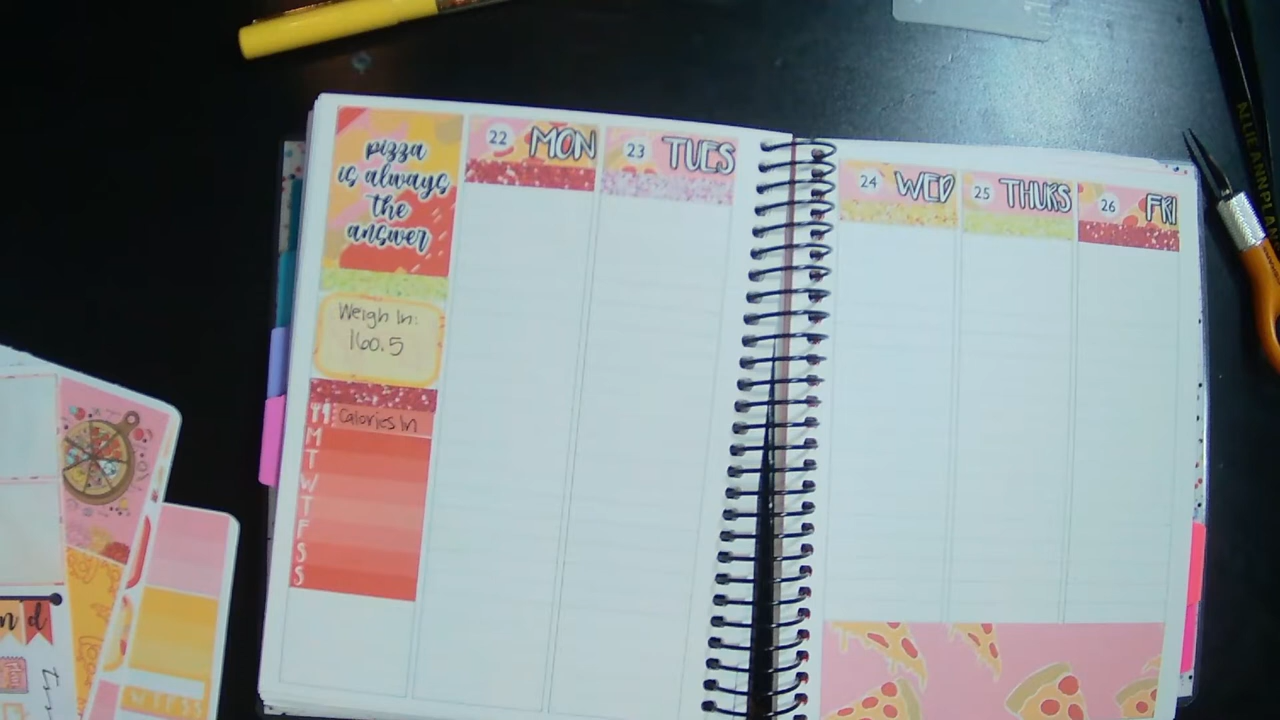 pizza
is always
the
answer
Weigh In:
160.5
Calories In
M
T
W
T
F
S
S
22 MON
23 TUES
24 WED
25 THURS
26 FRI
nd